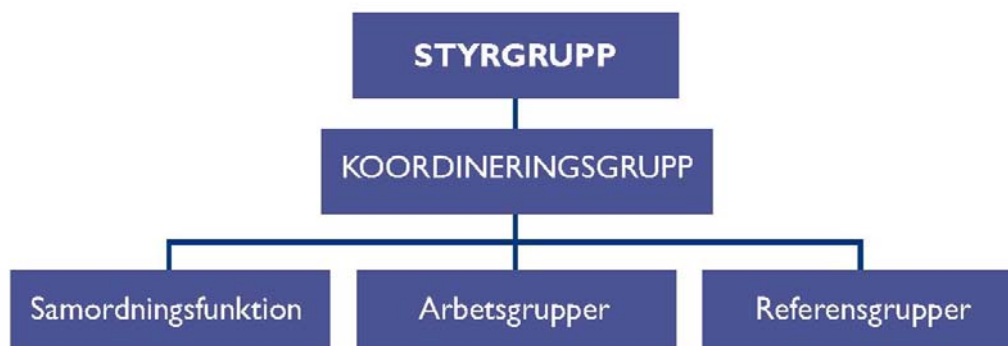 STYRGRUPP
KOORDINERINGSGRUPP
Samordningsfunktion
Arbetsgrupper
Referensgrupper